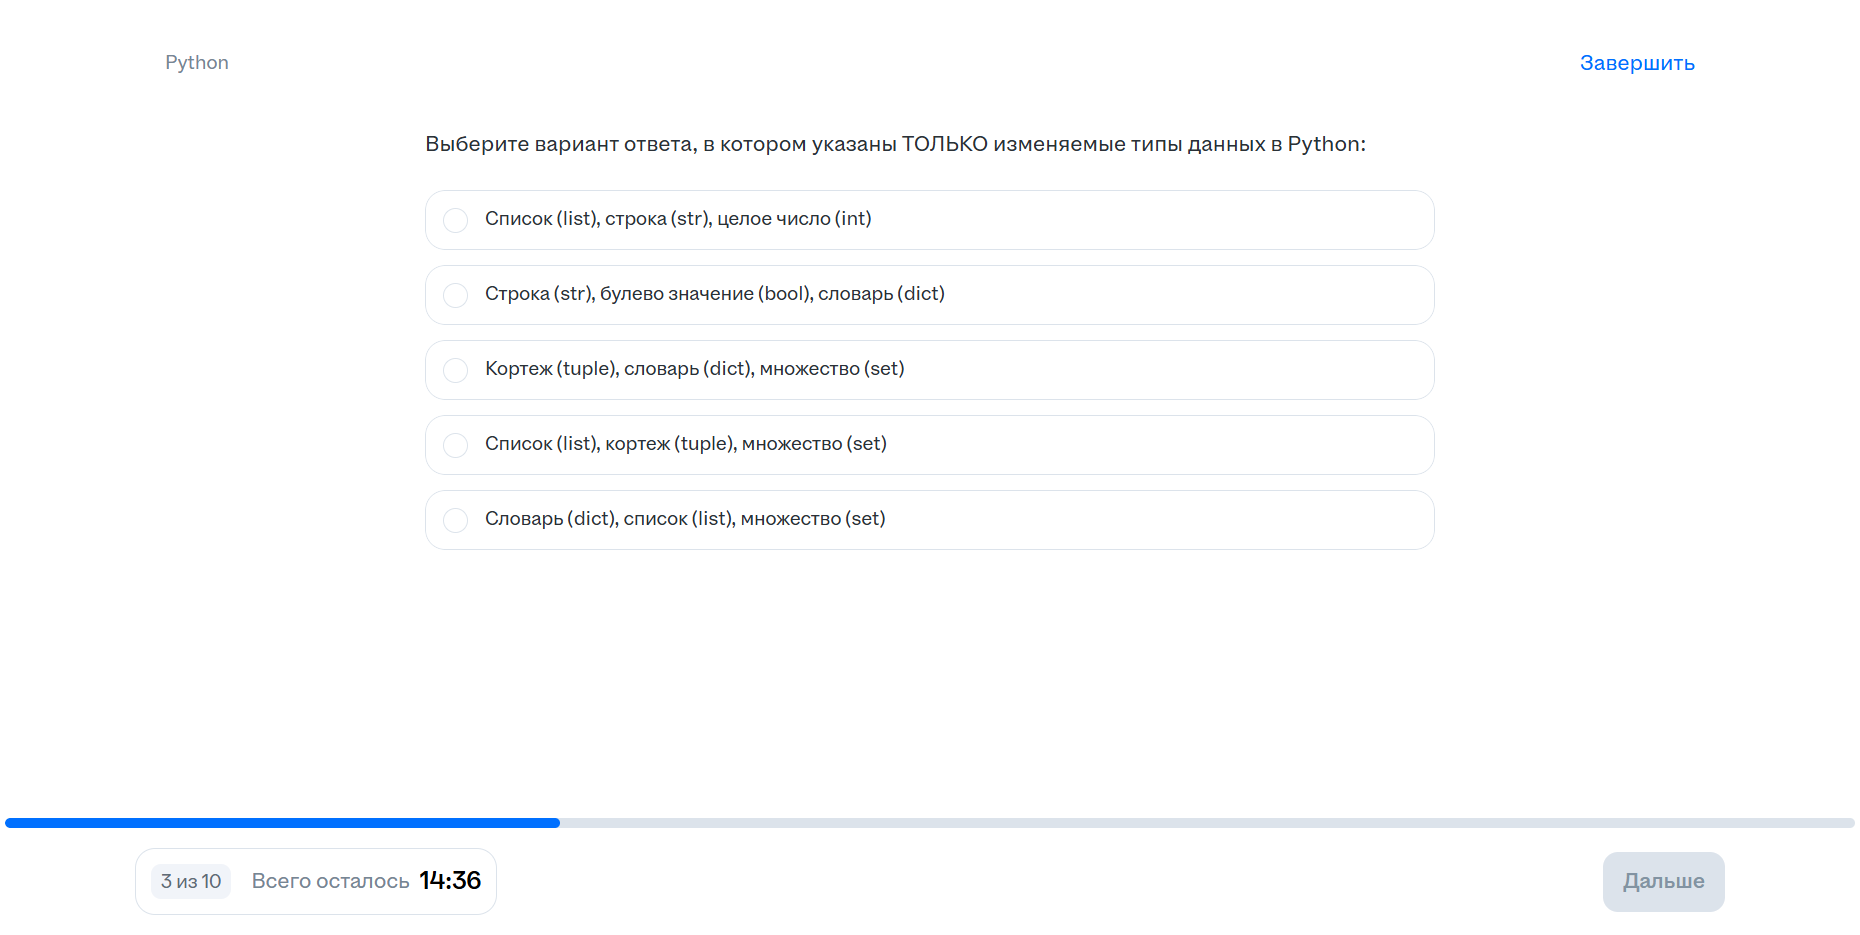 Python
Завершить
Выберите вариант ответа, в котором указаны ТОЛЬКО изменяемые типы данных в Python:
Список (list), строка (str), целое число (int)
Строка (str), булево значение (bool), словарь (dict)
Кортеж (tuple), словарь (dict), множество (set)
Список (list), кортеж (tuple), множество (set)
Словарь (dict), список (list), множество (set)
3 из 10 Всего осталось 14:36
Дальше